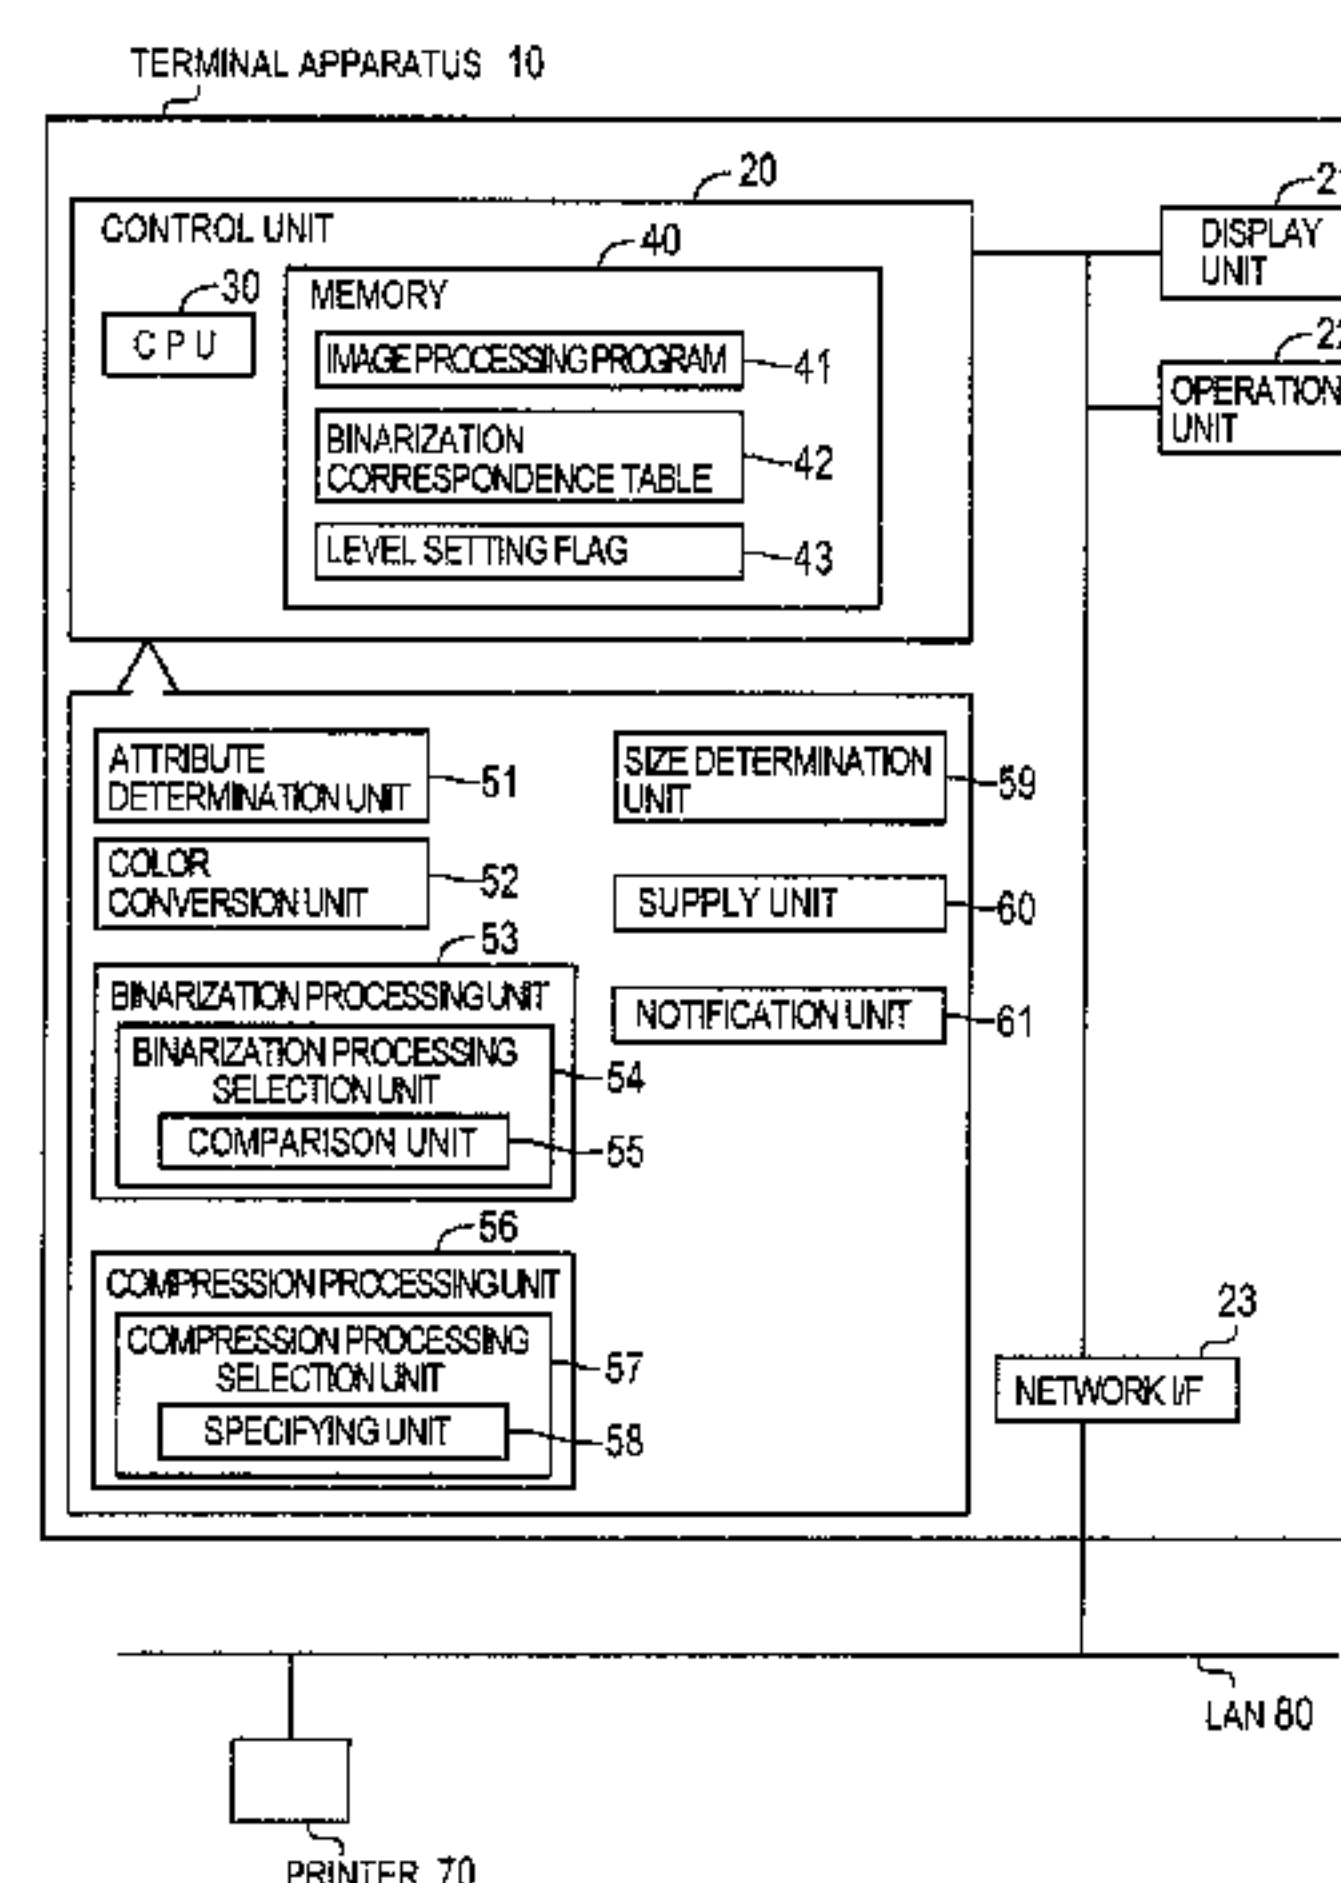 TERMINAL APPARATUS 10
20
CONTROL UNIT
30
CPU
40
MEMORY
IMAGE PROCESSING PROGRAM
41
BINARIZATION
CORRESPONDENCE TABLE
42
LEVEL SETTING FLAG
43
DISPLAY
UNIT
OPERATION
UNIT
ATTRIBUTE
DETERMINATION UNIT
51
COLOR
CONVERSION UNIT
52
53
BINARIZATION PROCESSING UNIT
BINARIZATION PROCESSING
SELECTION UNIT
54
COMPARISON UNIT
55
56
COMPRESSION PROCESSING UNIT
COMPRESSION PROCESSING
SELECTION UNIT
57
SPECIFYING UNIT
58
SIZE DETERMINATION
UNIT
59
SUPPLY UNIT
60
NOTIFICATION UNIT
61
23
NETWORK I/F
LAN 80
PRINTER 70